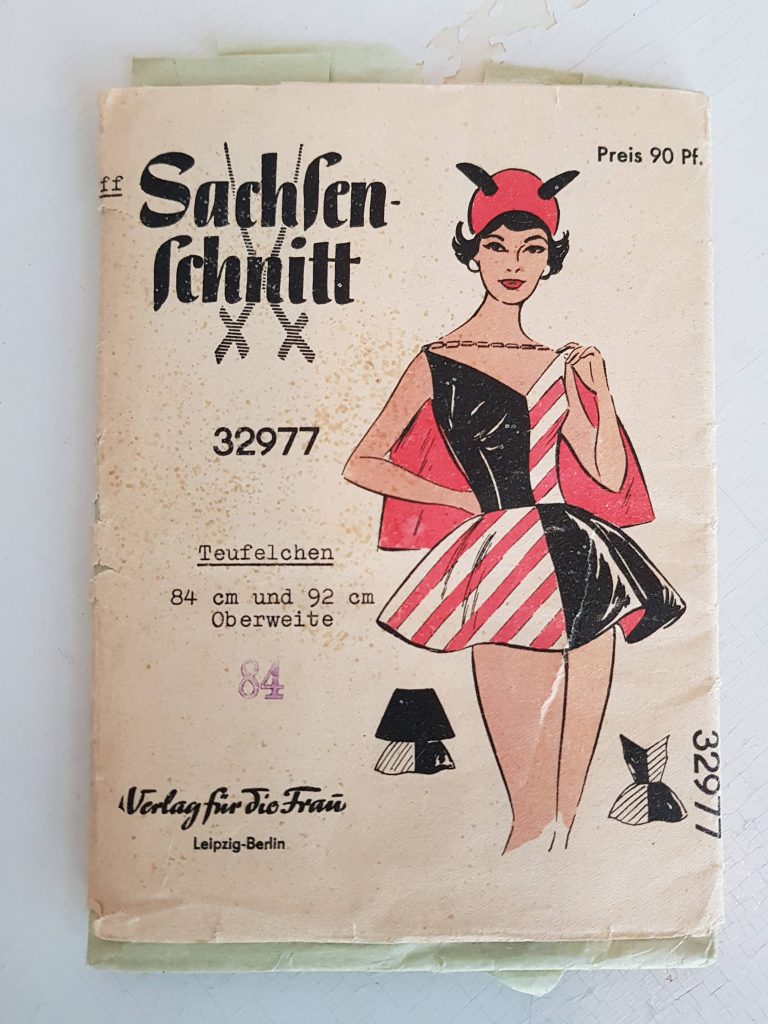 Preis 90 Pf.
ff
Sachsen-
schnitt
32977
Teufelchen
84 cm und 92 cm
Oberweite
84
32977
Verlag für die Frau
Leipzig-Berlin